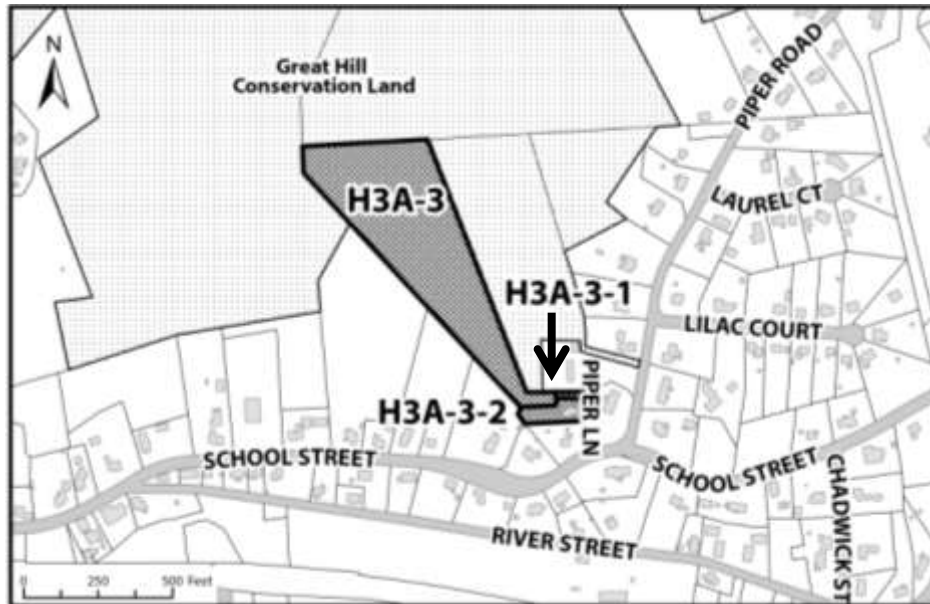 N
Great Hill
Conservation Land
PIPER ROAD
H3A-3
LAUREL CT
H3A-3-1
LILAC COURT
PIPER LN
H3A-3-2
SCHOOL STREET
SCHOOL STREET
CHADWICK ST
RIVER STREET
0 250 500 Feet